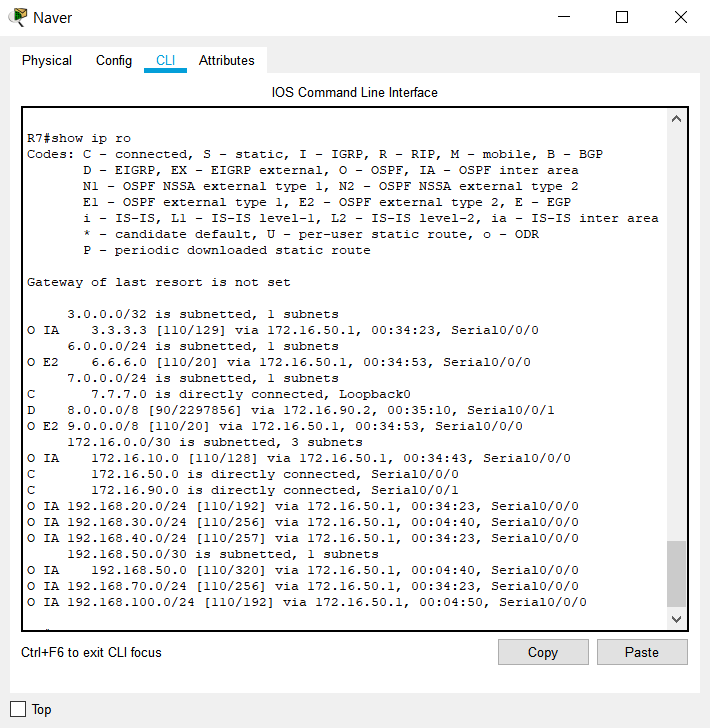 Naver
Physical Config CLI Attributes
IOS Command Line Interface
R7#show ip ro
Codes: C - connected, S - static, I - IGRP, R - RIP, M - mobile, B - BGP
       D - EIGRP, EX - EIGRP external, O - OSPF, IA - OSPF inter area
       N1 - OSPF NSSA external type 1, N2 - OSPF NSSA external type 2
       E1 - OSPF external type 1, E2 - OSPF external type 2, E - EGP
       i - IS-IS, L1 - IS-IS level-1, L2 - IS-IS level-2, ia - IS-IS inter area
       * - candidate default, U - per-user static route, o - ODR
       P - periodic downloaded static route
Gateway of last resort is not set
     3.0.0.0/32 is subnetted, 1 subnets
O IA    3.3.3.3 [110/129] via 172.16.50.1, 00:34:23, Serial0/0/0
     6.0.0.0/24 is subnetted, 1 subnets
O E2    6.6.6.0 [110/20] via 172.16.50.1, 00:34:53, Serial0/0/0
     7.0.0.0/24 is subnetted, 1 subnets
C       7.7.7.0 is directly connected, Loopback0
D    8.0.0.0/8 [90/2297856] via 172.16.90.2, 00:35:10, Serial0/0/1
O E2 9.0.0.0/8 [110/20] via 172.16.50.1, 00:34:53, Serial0/0/0
     172.16.0.0/30 is subnetted, 3 subnets
O IA    172.16.10.0 [110/128] via 172.16.50.1, 00:34:43, Serial0/0/0
C       172.16.50.0 is directly connected, Serial0/0/0
C       172.16.90.0 is directly connected, Serial0/0/1
O IA 192.168.20.0/24 [110/192] via 172.16.50.1, 00:34:23, Serial0/0/0
O IA 192.168.30.0/24 [110/256] via 172.16.50.1, 00:04:40, Serial0/0/0
O IA 192.168.40.0/24 [110/257] via 172.16.50.1, 00:34:23, Serial0/0/0
     192.168.50.0/30 is subnetted, 1 subnets
O IA    192.168.50.0 [110/320] via 172.16.50.1, 00:04:40, Serial0/0/0
O IA 192.168.70.0/24 [110/256] via 172.16.50.1, 00:34:23, Serial0/0/0
O IA 192.168.100.0/24 [110/192] via 172.16.50.1, 00:04:50, Serial0/0/0
Ctrl+F6 to exit CLI focus
Copy Paste
Top